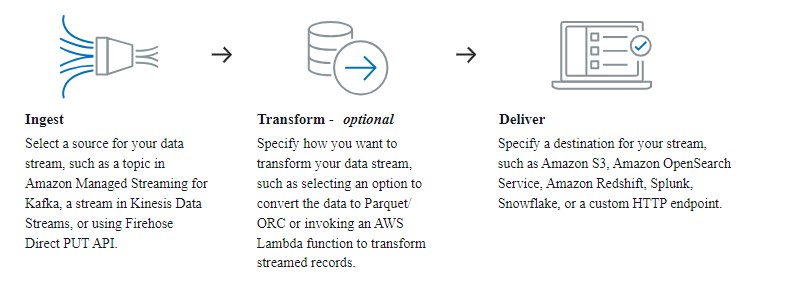 Ingest
Select a source for your data
stream, such as a topic in
Amazon Managed Streaming for
Kafka, a stream in Kinesis Data
Streams, or using Firehose
Direct PUT API.
Transform - optional
Specify how you want to
transform your data stream,
such as selecting an option to
convert the data to Parquet/
ORC or invoking an AWS
Lambda function to transform
streamed records.
Deliver
Specify a destination for your stream,
such as Amazon S3, Amazon OpenSearch
Service, Amazon Redshift, Splunk,
Snowflake, or a custom HTTP endpoint.